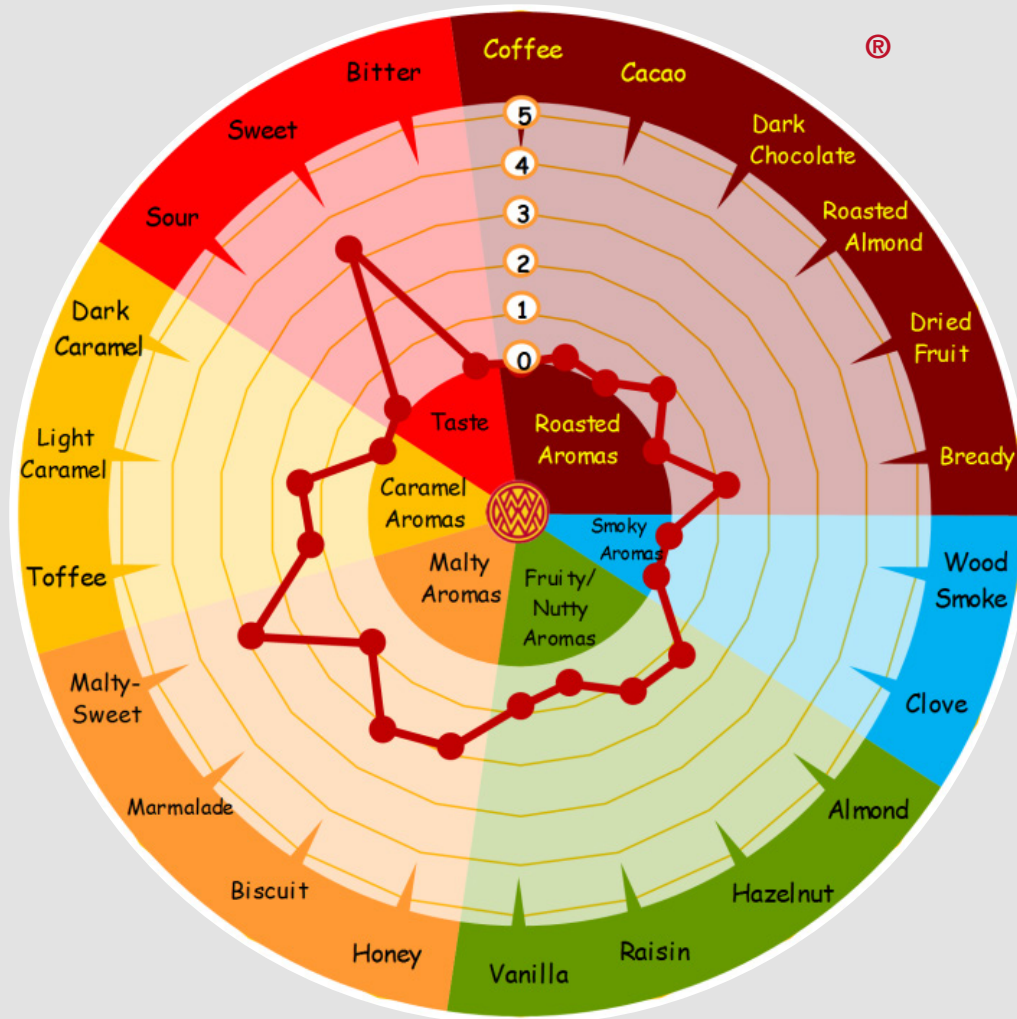 ®
Coffee
Cacao
Dark
Chocolate
Roasted
Almond
Dried
Fruit
Bready
Wood
Smoke
Clove
Almond
Hazelnut
Raisin
Vanilla
Honey
Biscuit
Marmalade
Malty-
Sweet
Toffee
Light
Caramel
Dark
Caramel
Sour
Sweet
Bitter
5
4
3
2
1
0
Taste
Roasted
Aromas
Smoky
Aromas
Fruity/
Nutty
Aromas
Malty
Aromas
Caramel
Aromas